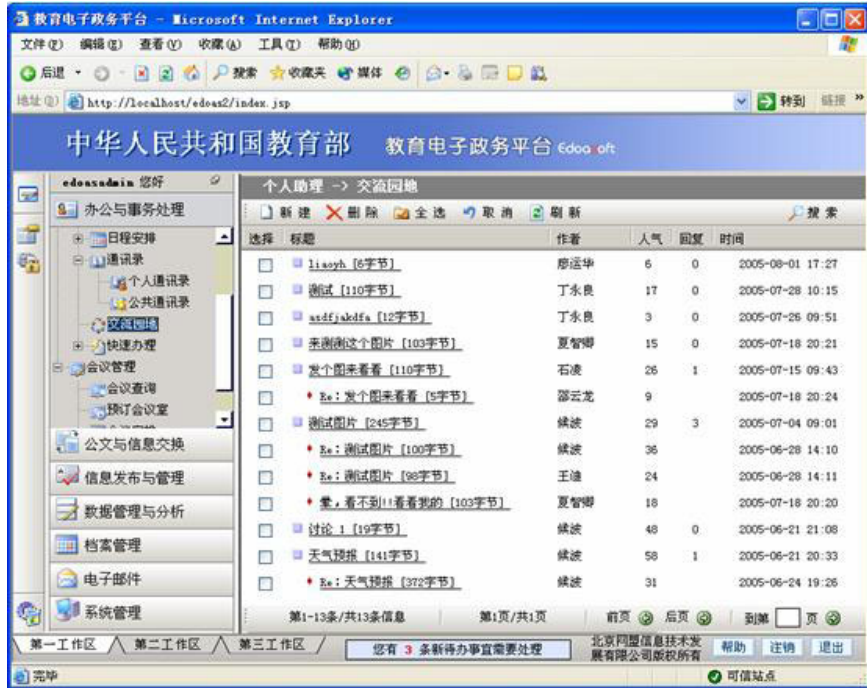 教育电子政务平台 - Microsoft Internet Explorer
文件(F) 编辑(E) 查看(V) 收藏(A) 工具(T) 帮助(H)
后退 搜索 收藏夹 媒体
地址(D) http://localhost/edoas2/index.jsp 转到 链接 »
中华人民共和国教育部 教育电子政务平台
edoasadmin 您好
个人助理 -> 交流园地
办公与事务处理
新建 删除 全选 取消 刷新 搜索
日程安排
通讯录
个人通讯录
公共通讯录
交流园地
快速办理
会议管理
会议查询
预订会议室
公文与信息交换
信息发布与管理
数据管理与分析
档案管理
电子邮件
系统管理
选择 标题 作者 人气 回复 时间
liaoyh [6字节] 廖运华 6 0 2005-08-01 17:27
测试 [110字节] 丁永良 17 0 2005-07-28 10:15
asdfjakdfa [12字节] 丁永良 3 0 2005-07-26 09:51
来测测这个图片 [103字节] 夏智卿 15 0 2005-07-18 20:21
发个图来看看 [110字节] 石凌 26 1 2005-07-15 09:43
Re:发个图来看看 [5字节] 邵云龙 9 2005-07-18 20:24
测试图片 [245字节] 候波 29 3 2005-07-04 09:01
Re:测试图片 [100字节] 候波 36 2005-06-28 14:10
Re:测试图片 [98字节] 王迪 24 2005-06-28 14:11
晕,看不到!!看看我的 [103字节] 夏智卿 18 2005-07-18 20:20
讨论 1 [19字节] 候波 48 0 2005-06-21 21:08
天气预报 [141字节] 候波 58 1 2005-06-21 20:33
Re:天气预报 [372字节] 候波 31 2005-06-24 19:26
第1-13条/共13条信息 第1页/共1页 前页 后页 到第 页
第一工作区 第二工作区 第三工作区 您有 3 条新待办事宜需要处理 北京同盟信息技术发
展有限公司版权所有 帮助 注销 退出
完毕 可信站点